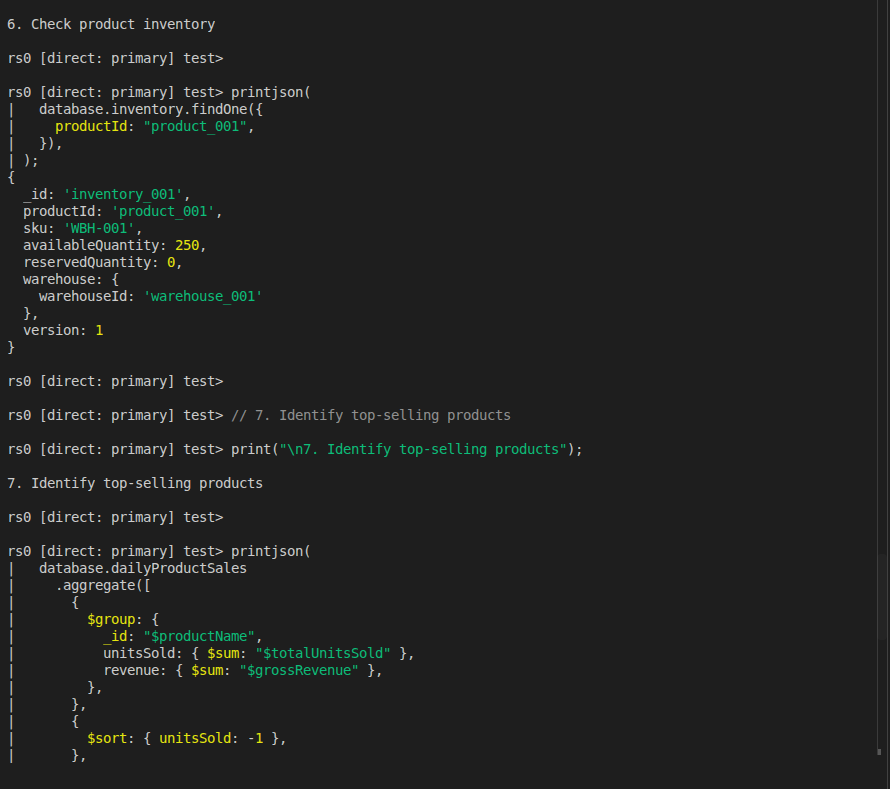 6. Check product inventory
rs0 [direct: primary] test>
rs0 [direct: primary] test> printjson(
|   database.inventory.findOne({
|     productId: "product_001",
|   }),
| );
{
  _id: 'inventory_001',
  productId: 'product_001',
  sku: 'WBH-001',
  availableQuantity: 250,
  reservedQuantity: 0,
  warehouse: {
    warehouseId: 'warehouse_001'
  },
  version: 1
}
rs0 [direct: primary] test>
rs0 [direct: primary] test> // 7. Identify top-selling products
rs0 [direct: primary] test> print("\n7. Identify top-selling products");
7. Identify top-selling products
rs0 [direct: primary] test>
rs0 [direct: primary] test> printjson(
|   database.dailyProductSales
|     .aggregate([
|       {
|         $group: {
|           _id: "$productName",
|           unitsSold: { $sum: "$totalUnitsSold" },
|           revenue: { $sum: "$grossRevenue" },
|         },
|       },
|       {
|         $sort: { unitsSold: -1 },
|       },